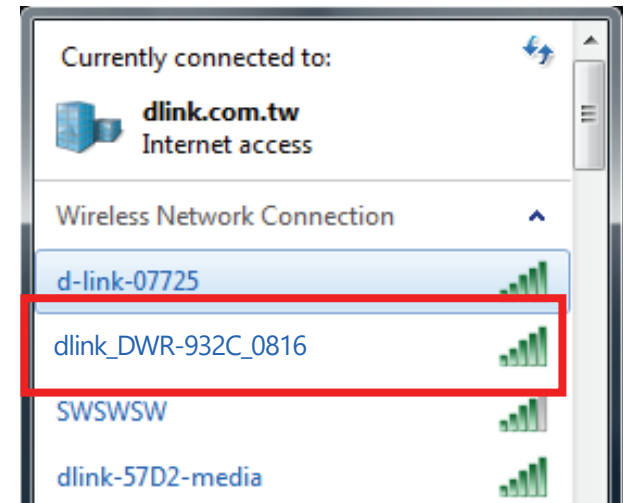 Currently connected to:
dlink.com.tw
Internet access
Wireless Network Connection
d-link-07725
dlink_DWR-932C_0816
SWSWSW
dlink-57D2-media